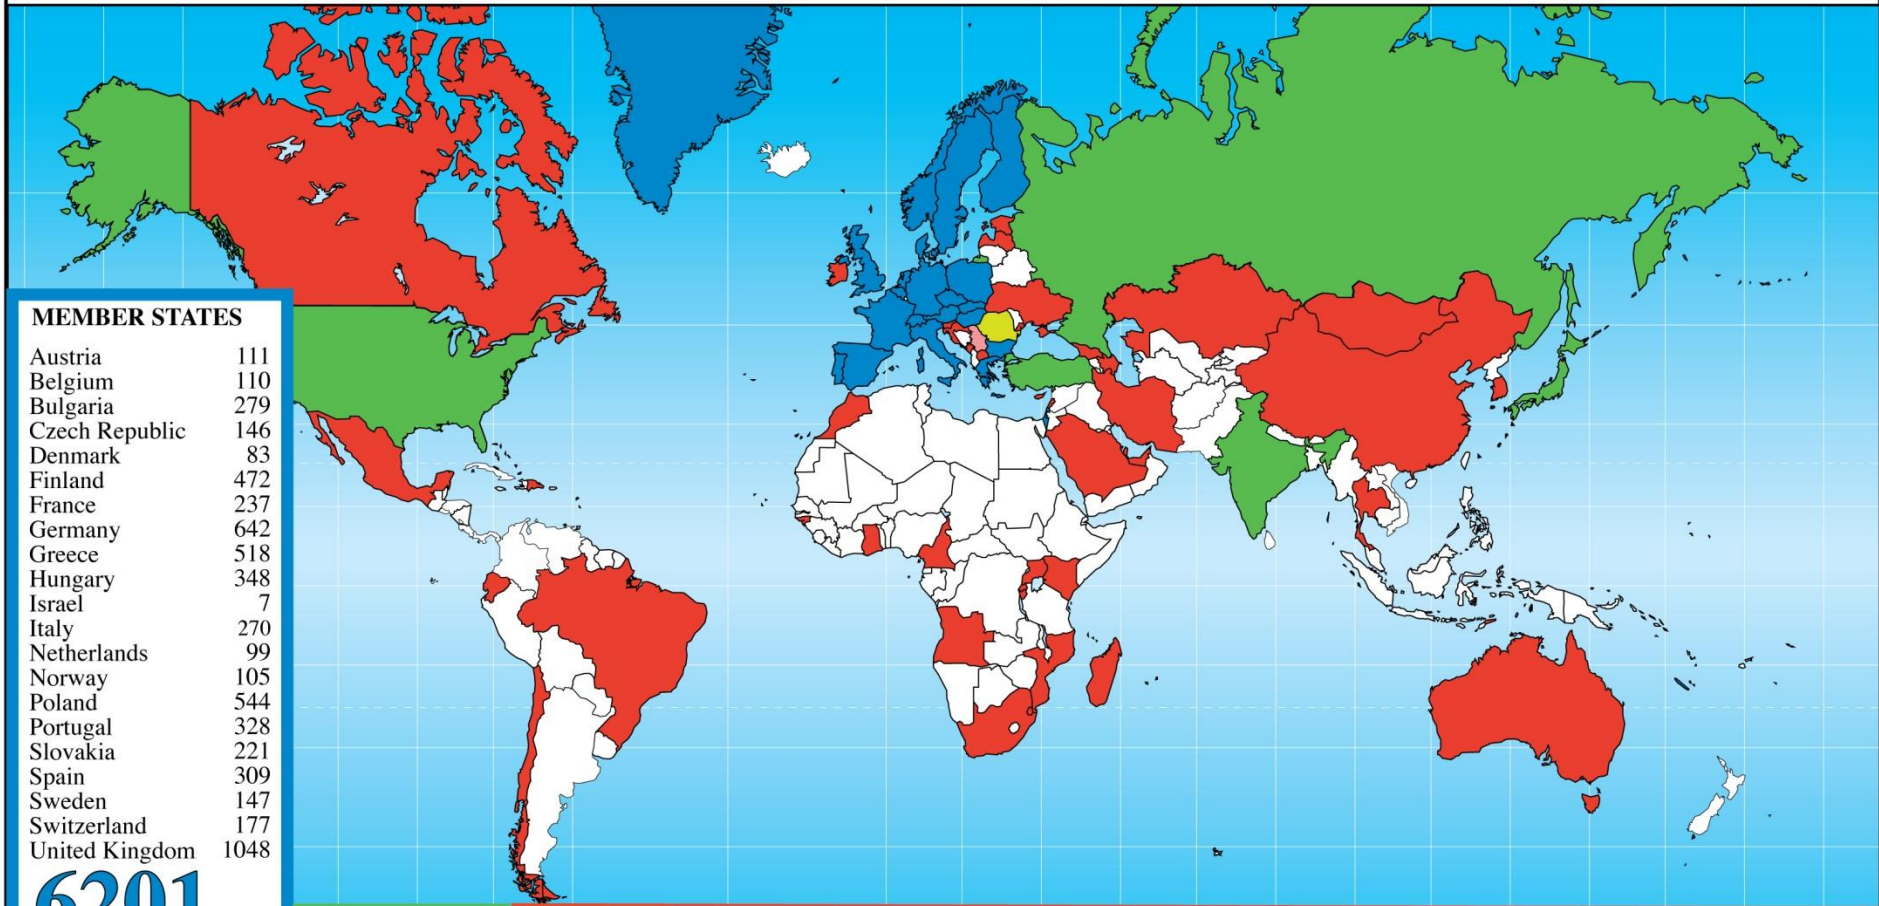 MEMBER STATES
Austria 111
Belgium 110
Bulgaria 279
Czech Republic 146
Denmark 83
Finland 472
France 237
Germany 642
Greece 518
Hungary 348
Israel 7
Italy 270
Netherlands 99
Norway 105
Poland 544
Portugal 328
Slovakia 221
Spain 309
Sweden 147
Switzerland 177
United Kingdom 1048
6201